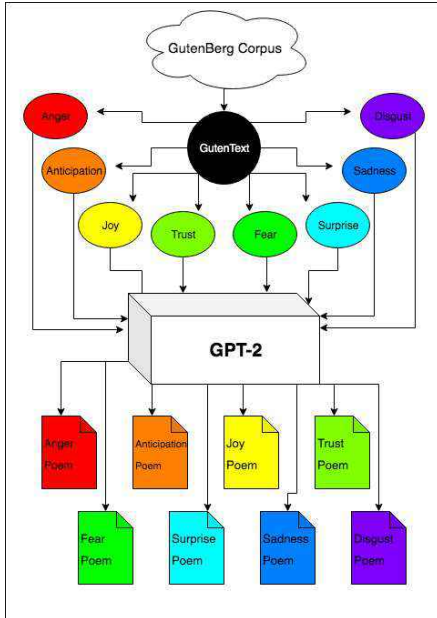 GutenBerg Corpus
Anger
Disgust
GutenText
Anticipation
Sadness
Joy
Trust
Fear
Surprise
GPT-2
Anger
Poem
Anticipation
Poem
Joy
Poem
Trust
Poem
Fear
Poem
Surprise
Poem
Sadness
Poem
Disgust
Poem